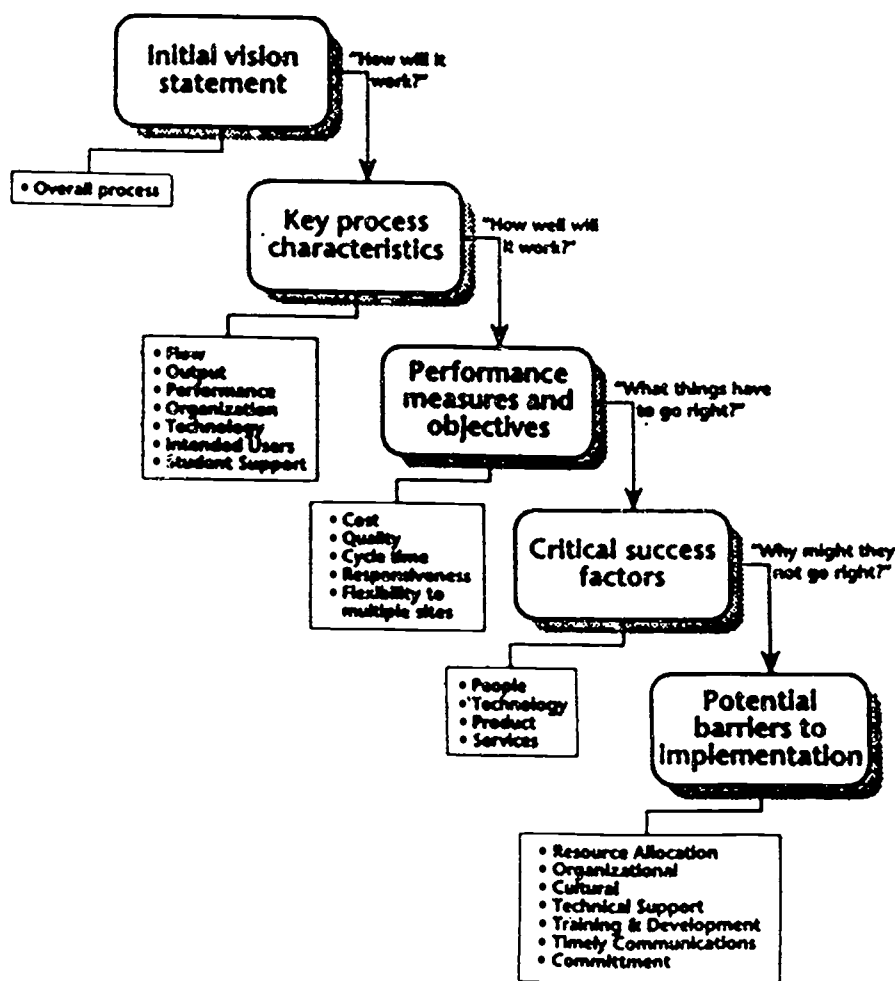 Initial vision
statement
"How will it
work?"
• Overall process
Key process
characteristics
"How well will
it work?"
• Flow
• Output
• Performance
• Organization
• Technology
• Intended Users
• Student Support
Performance
measures and
objectives
"What things have
to go right?"
• Cost
• Quality
• Cycle time
• Responsiveness
• Flexibility to
multiple sites
Critical success
factors
"Why might they
not go right?"
• People
• Technology
• Product
• Services
Potential
barriers to
implementation
• Resource Allocation
• Organizational
• Cultural
• Technical Support
• Training & Development
• Timely Communications
• Committment